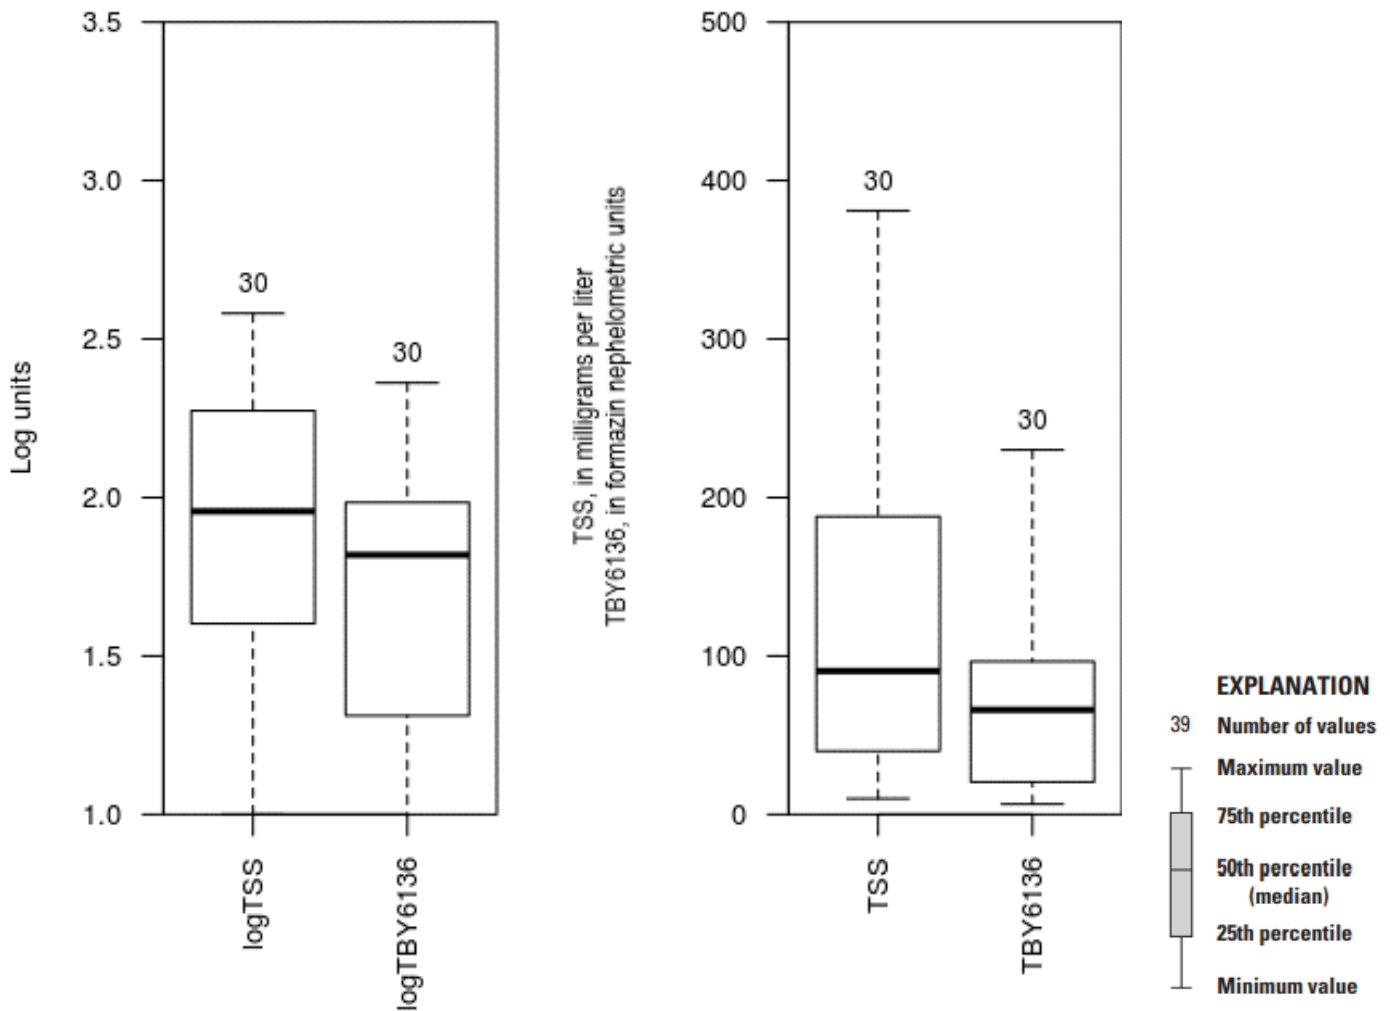 Log units
3.5
3.0
2.5
2.0
1.5
1.0
30
30
logTSS
logTBY6136
TSS, in milligrams per liter
TBY6136, in formazin nephelometric units
500
400
300
200
100
0
30
30
TSS
TBY6136
EXPLANATION
39 Number of values
Maximum value
75th percentile
50th percentile
(median)
25th percentile
Minimum value